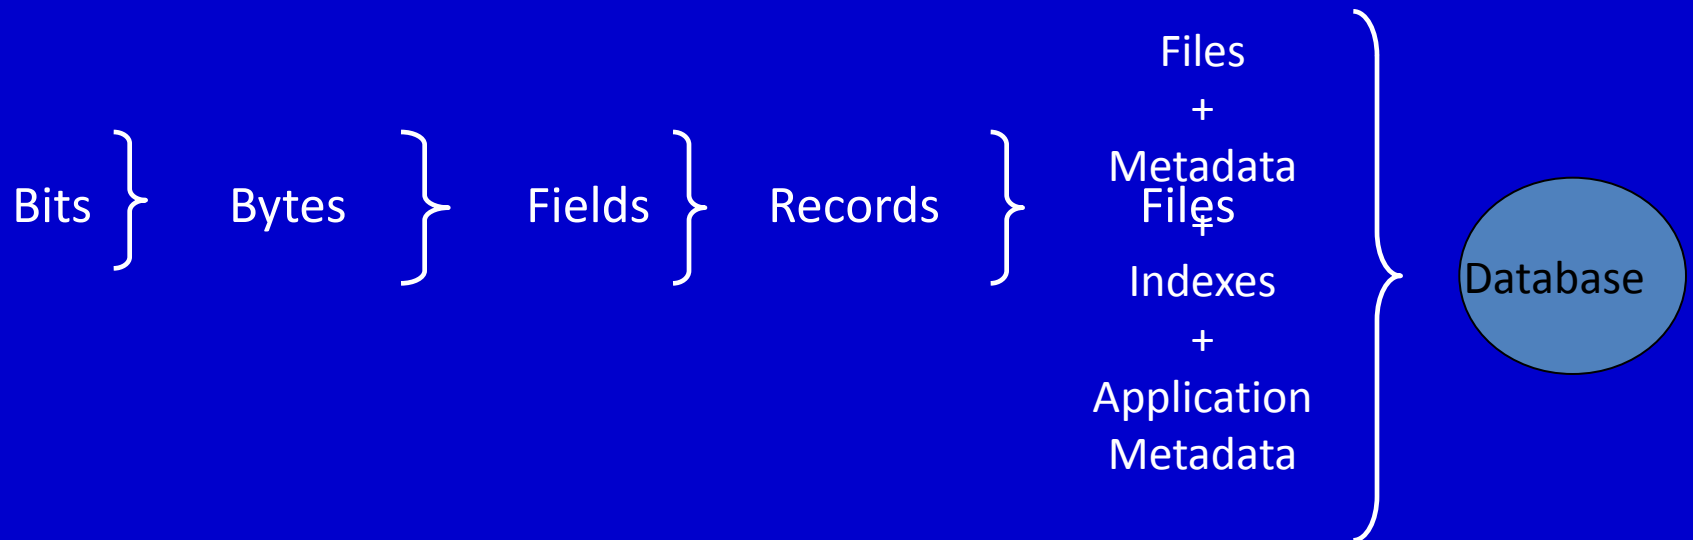 Bits
Bytes
Fields
Records
Files
Files
+
Metadata
+
Indexes
+
Application
Metadata
Database